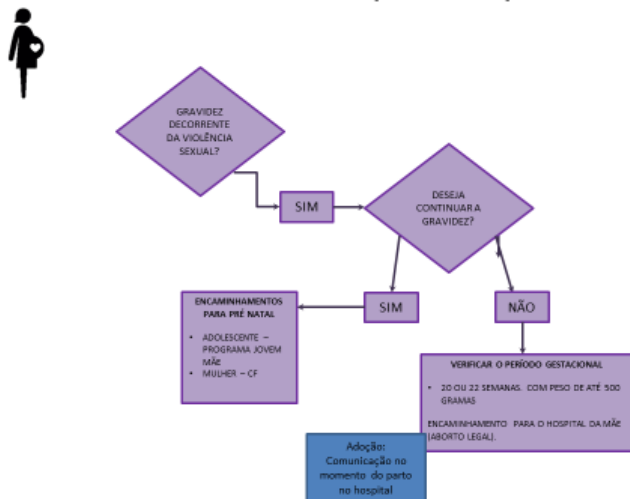 GRAVIDEZ
DECORRENTE
DA VIOLÊNCIA
SEXUAL?
SIM
DESEJA
CONTINUAR A
GRAVIDEZ?
ENCAMINHAMENTOS
PARA PRÉ NATAL
• ADOLESCENTE –
PROGRAMA JOVEM
MÃE
• MULHER – CF
SIM
NÃO
VERIFICAR O PERÍODO GESTACIONAL
• 20 OU 22 SEMANAS. COM PESO DE ATÉ 500
GRAMAS
ENCAMINHAMENTO PARA O HOSPITAL DA MÃE
(ABORTO LEGAL).
Adoção:
Comunicação no
momento do parto
no hospital